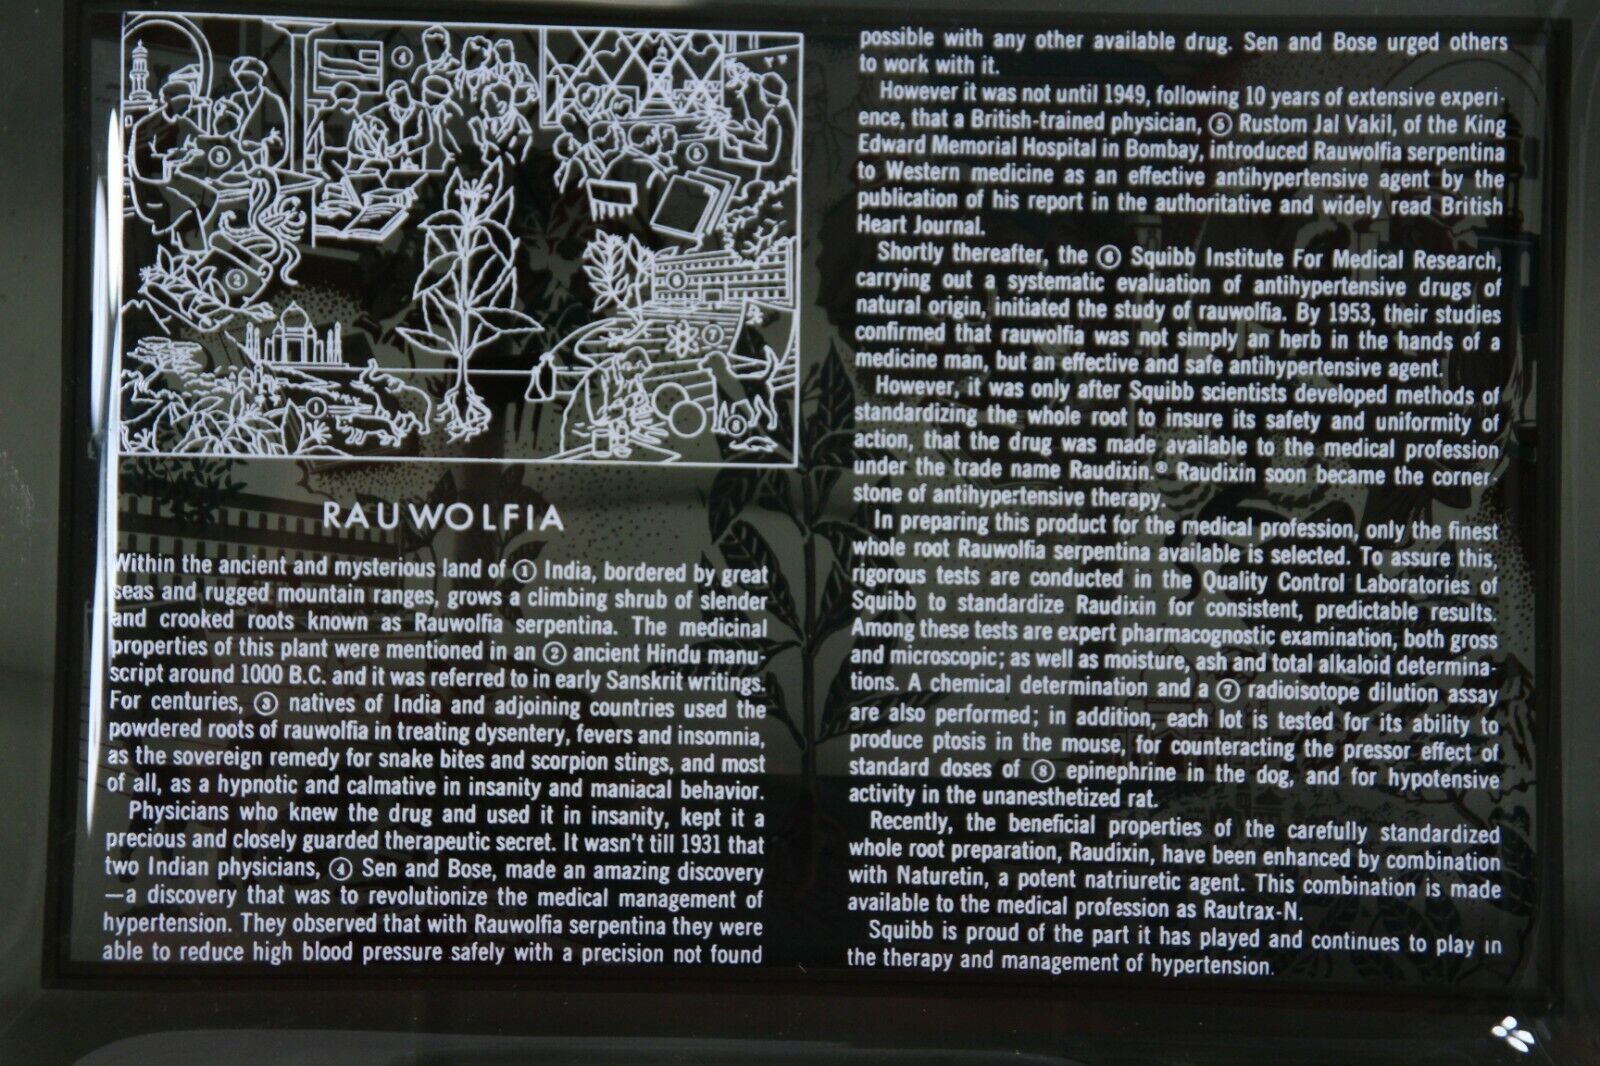 ④
③
⑤
②
⑥
⑦
①
⑧
RAUWOLFIA
Within the ancient and mysterious land of ① India, bordered by great
seas and rugged mountain ranges, grows a climbing shrub of slender
and crooked roots known as Rauwolfia serpentina. The medicinal
properties of this plant were mentioned in an ② ancient Hindu manu-
script around 1000 B.C. and it was referred to in early Sanskrit writings.
For centuries, ③ natives of India and adjoining countries used the
powdered roots of rauwolfia in treating dysentery, fevers and insomnia,
as the sovereign remedy for snake bites and scorpion stings, and most
of all, as a hypnotic and calmative in insanity and maniacal behavior.
Physicians who knew the drug and used it in insanity, kept it a
precious and closely guarded therapeutic secret. It wasn't till 1931 that
two Indian physicians, ④ Sen and Bose, made an amazing discovery
—a discovery that was to revolutionize the medical management of
hypertension. They observed that with Rauwolfia serpentina they were
able to reduce high blood pressure safely with a precision not found
possible with any other available drug. Sen and Bose urged others
to work with it.
However it was not until 1949, following 10 years of extensive experi-
ence, that a British-trained physician, ⑤ Rustom Jal Vakil, of the King
Edward Memorial Hospital in Bombay, introduced Rauwolfia serpentina
to Western medicine as an effective antihypertensive agent by the
publication of his report in the authoritative and widely read British
Heart Journal.
Shortly thereafter, the ⑥ Squibb Institute For Medical Research,
carrying out a systematic evaluation of antihypertensive drugs of
natural origin, initiated the study of rauwolfia. By 1953, their studies
confirmed that rauwolfia was not simply an herb in the hands of a
medicine man, but an effective and safe antihypertensive agent.
However, it was only after Squibb scientists developed methods of
standardizing the whole root to insure its safety and uniformity of
action, that the drug was made available to the medical profession
under the trade name Raudixin.® Raudixin soon became the corner-
stone of antihypertensive therapy.
In preparing this product for the medical profession, only the finest
whole root Rauwolfia serpentina available is selected. To assure this,
rigorous tests are conducted in the Quality Control Laboratories of
Squibb to standardize Raudixin for consistent, predictable results.
Among these tests are expert pharmacognostic examination, both gross
and microscopic; as well as moisture, ash and total alkaloid determina-
tions. A chemical determination and a ⑦ radioisotope dilution assay
are also performed; in addition, each lot is tested for its ability to
produce ptosis in the mouse, for counteracting the pressor effect of
standard doses of ⑧ epinephrine in the dog, and for hypotensive
activity in the unanesthetized rat.
Recently, the beneficial properties of the carefully standardized
whole root preparation, Raudixin, have been enhanced by combination
with Naturetin, a potent natriuretic agent. This combination is made
available to the medical profession as Rautrax-N.
Squibb is proud of the part it has played and continues to play in
the therapy and management of hypertension.